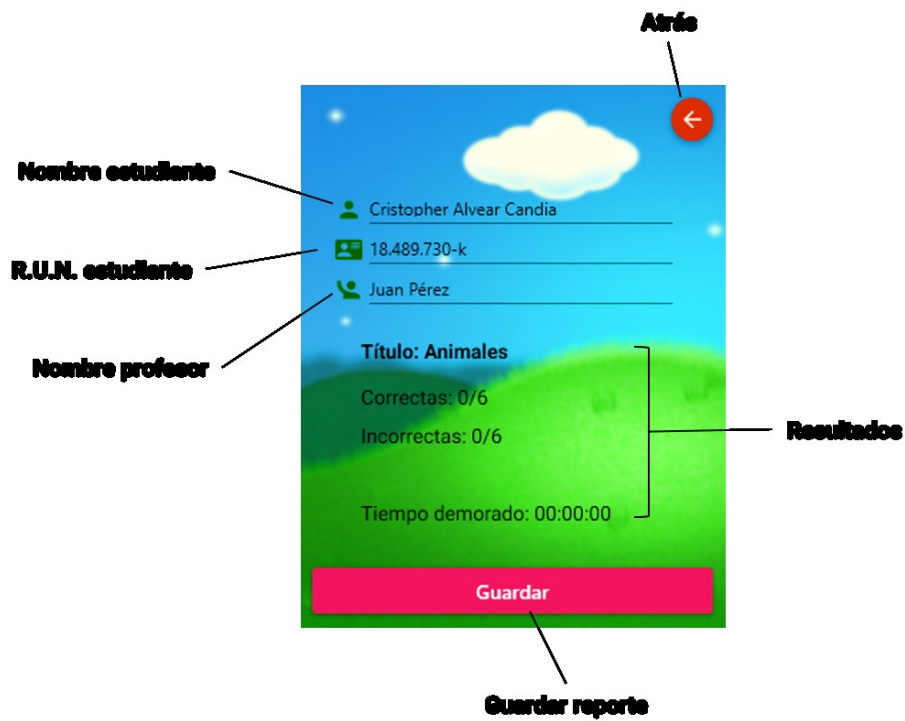 Atrás
Nombre estudiante
Cristopher Alvear Candia
R.U.N. estudiante
18.489.730-k
Juan Pérez
Nombre profesor
Título: Animales
Correctas: 0/6
Resultados
Incorrectas: 0/6
Tiempo demorado: 00:00:00
Guardar
Guardar reporte